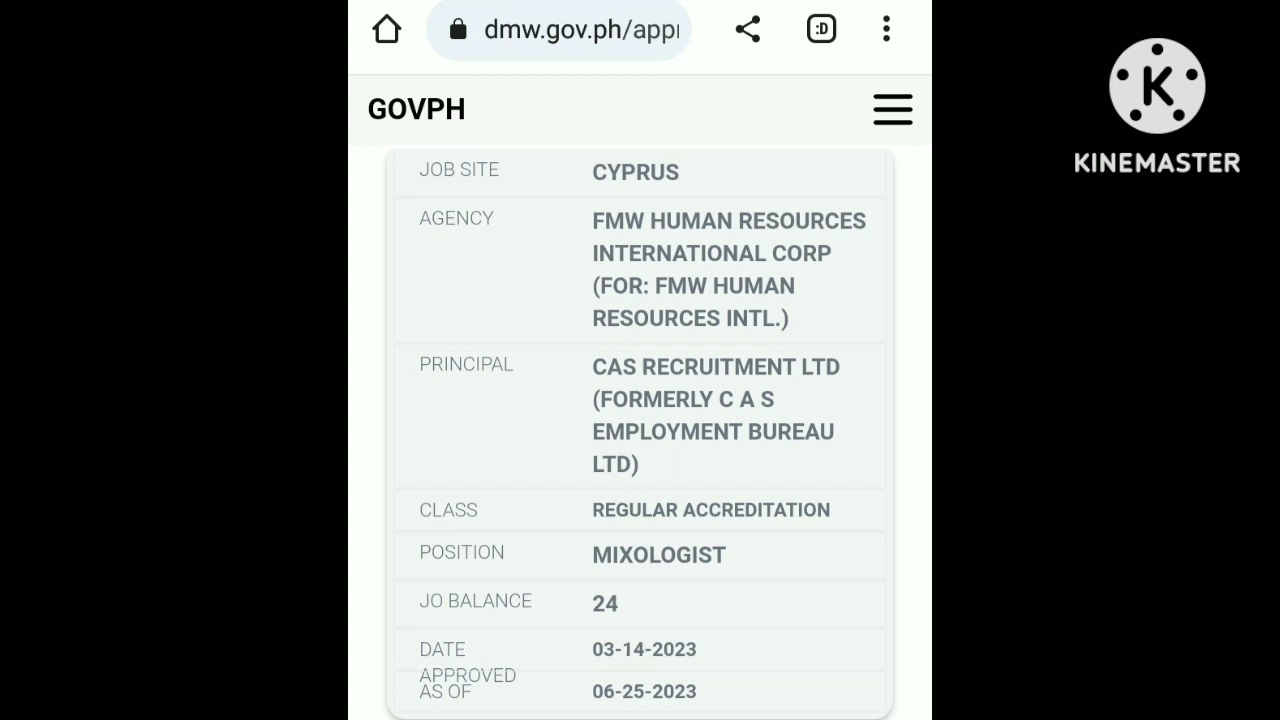 dmw.gov.ph/app
:D
GOVPH
K
KINEMASTER
JOB SITE CYPRUS
AGENCY FMW HUMAN RESOURCES
INTERNATIONAL CORP
(FOR: FMW HUMAN
RESOURCES INTL.)
PRINCIPAL CAS RECRUITMENT LTD
(FORMERLY C A S
EMPLOYMENT BUREAU
LTD)
CLASS REGULAR ACCREDITATION
POSITION MIXOLOGIST
JO BALANCE 24
DATE 03-14-2023
APPROVED
AS OF 06-25-2023